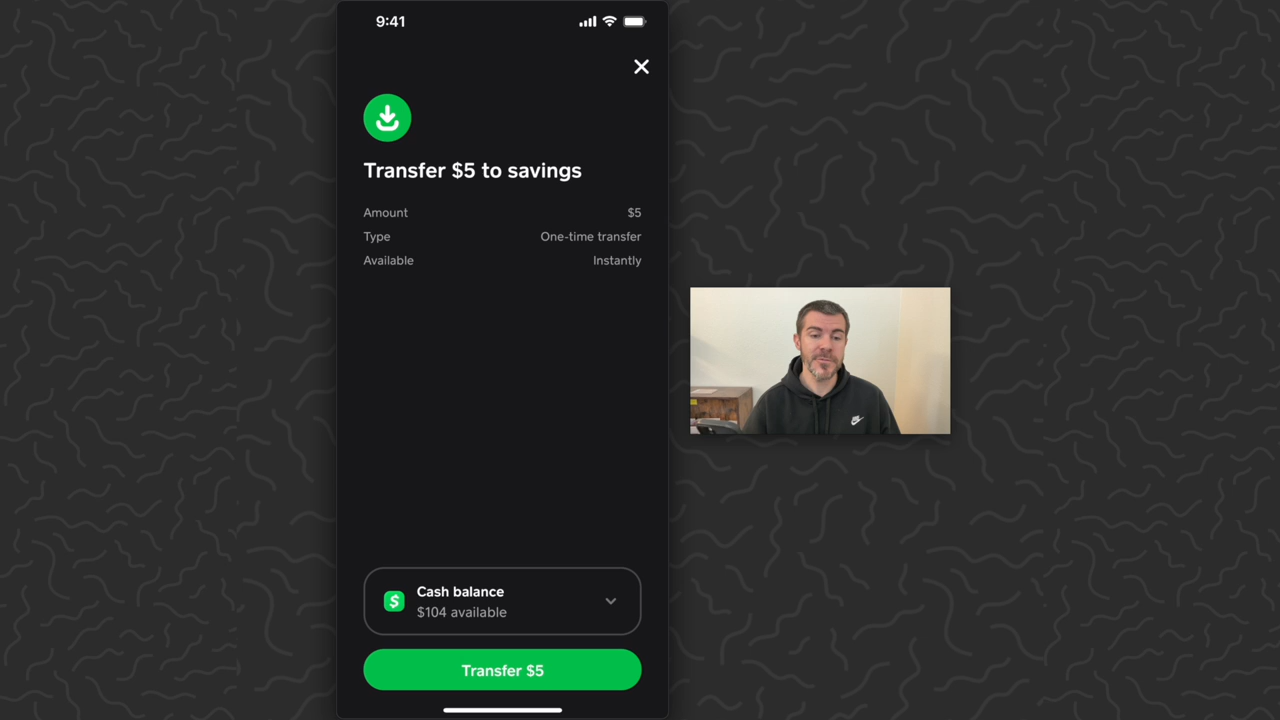 9:41
Transfer $5 to savings
Amount $5
Type One-time transfer
Available Instantly
Cash balance
$104 available
Transfer $5